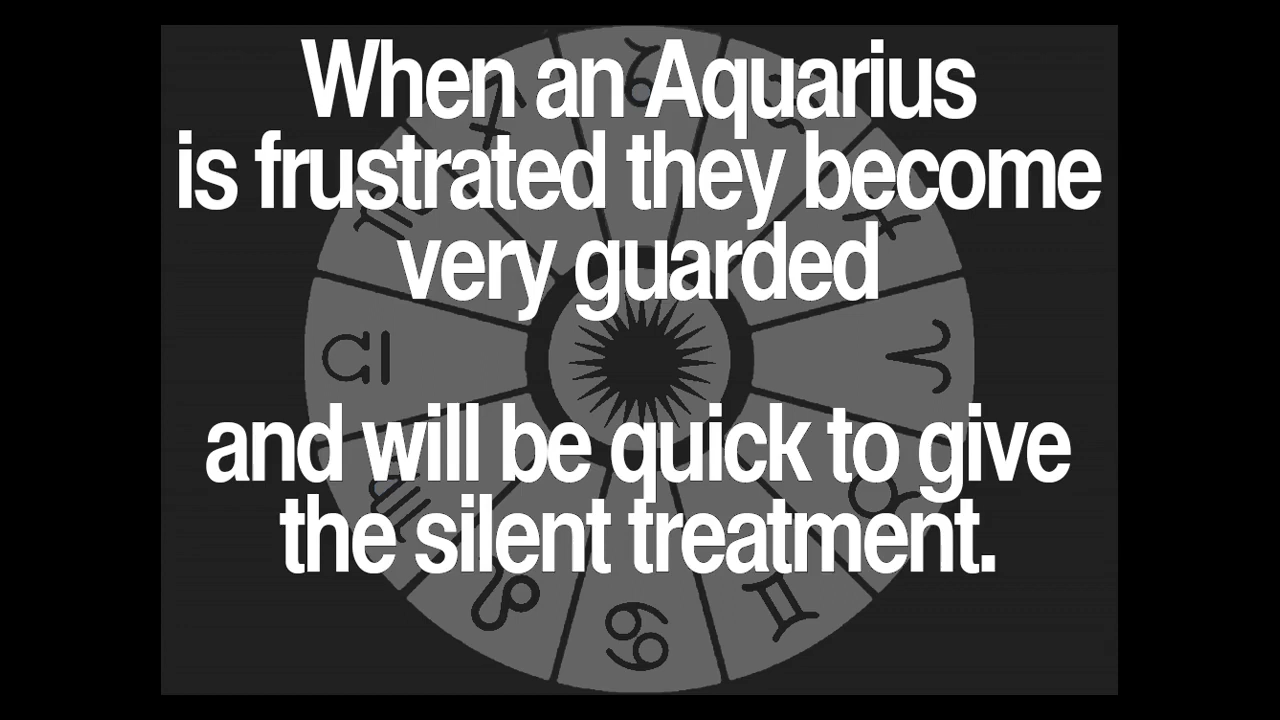 When an Aquarius
is frustrated they become
very guarded
and will be quick to give
the silent treatment.